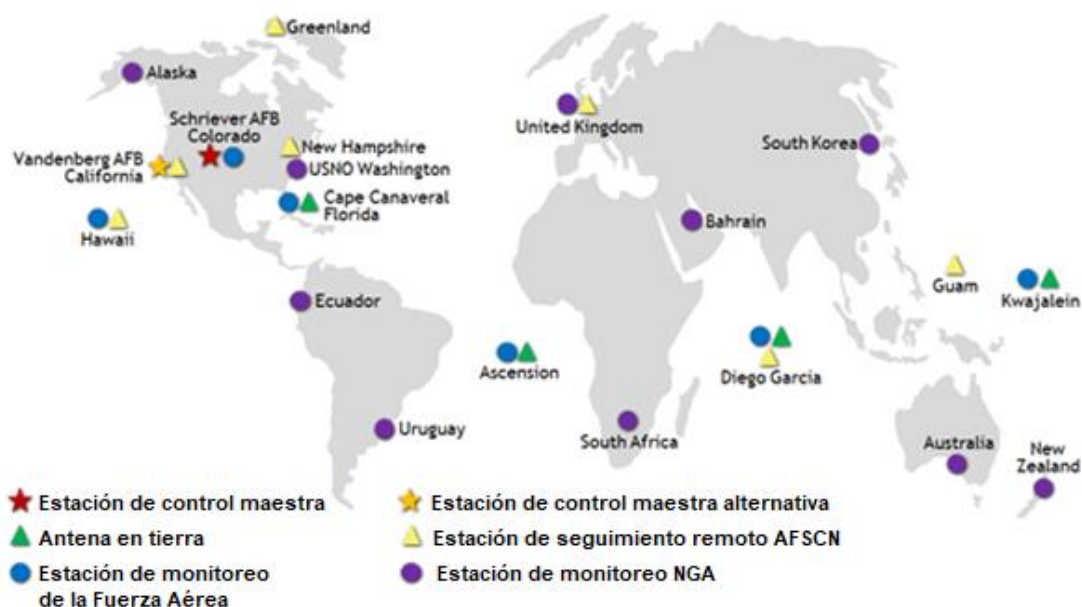 Greenland
Alaska
Schriever AFB
Colorado
Vandenberg AFB
California
New Hampshire
USNO Washington
Cape Canaveral
Florida
Hawaii
United Kingdom
South Korea
Bahrain
Guam
Kwajalein
Ecuador
Ascension
Diego Garcia
Uruguay
South Africa
Australia
New
Zealand
Estación de control maestra
Estación de control maestra alternativa
Antena en tierra
Estación de seguimiento remoto AFSCN
Estación de monitoreo
de la Fuerza Aérea
Estación de monitoreo NGA